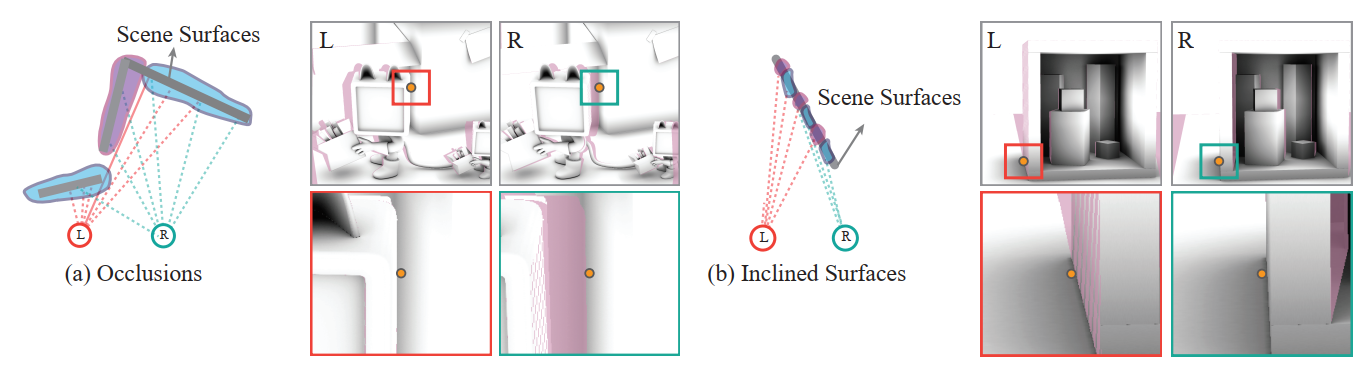 Scene Surfaces
L
R
(a) Occlusions
L
R
Scene Surfaces
L
R
(b) Inclined Surfaces
L
R